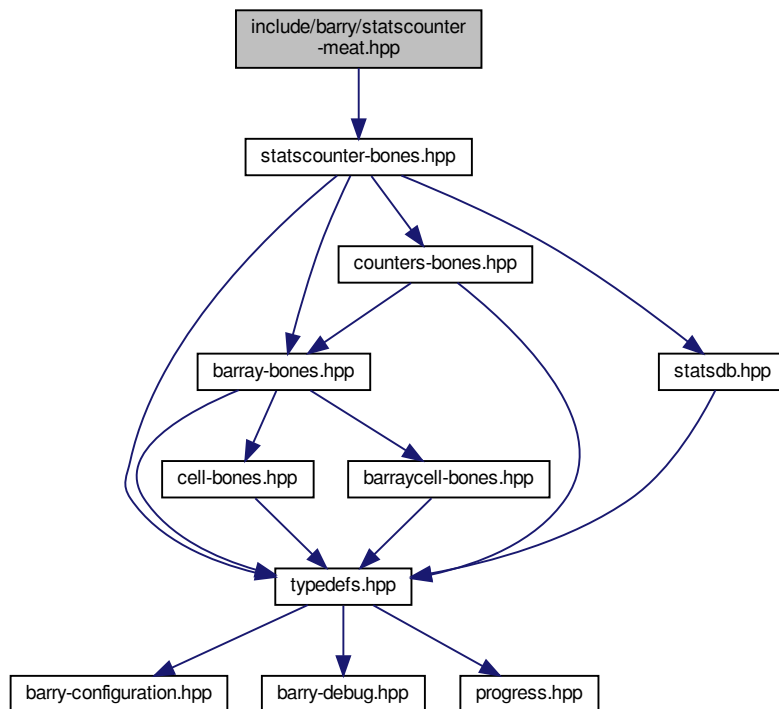 include/barry/statscounter
-meat.hpp
statscounter-bones.hpp
counters-bones.hpp
barray-bones.hpp
statsdb.hpp
cell-bones.hpp
barraycell-bones.hpp
typedefs.hpp
barry-configuration.hpp
barry-debug.hpp
progress.hpp